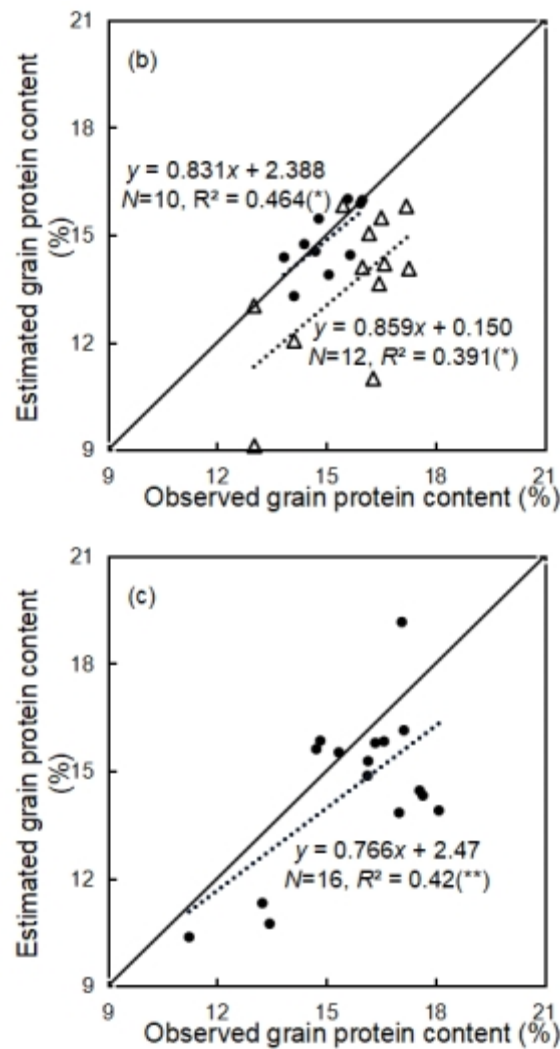 21
(b)
18
y = 0.831x + 2.388
N=10, R² = 0.464(*)
15
12
y = 0.859x + 0.150
N=12, R² = 0.391(*)
9
9 12 15 18 21
Estimated grain protein content
(%)
Observed grain protein content (%)
21
(c)
18
15
y = 0.766x + 2.47
N=16, R² = 0.42(**)
12
9
9 12 15 18 21
Estimated grain protein content
(%)
Observed grain protein content (%)